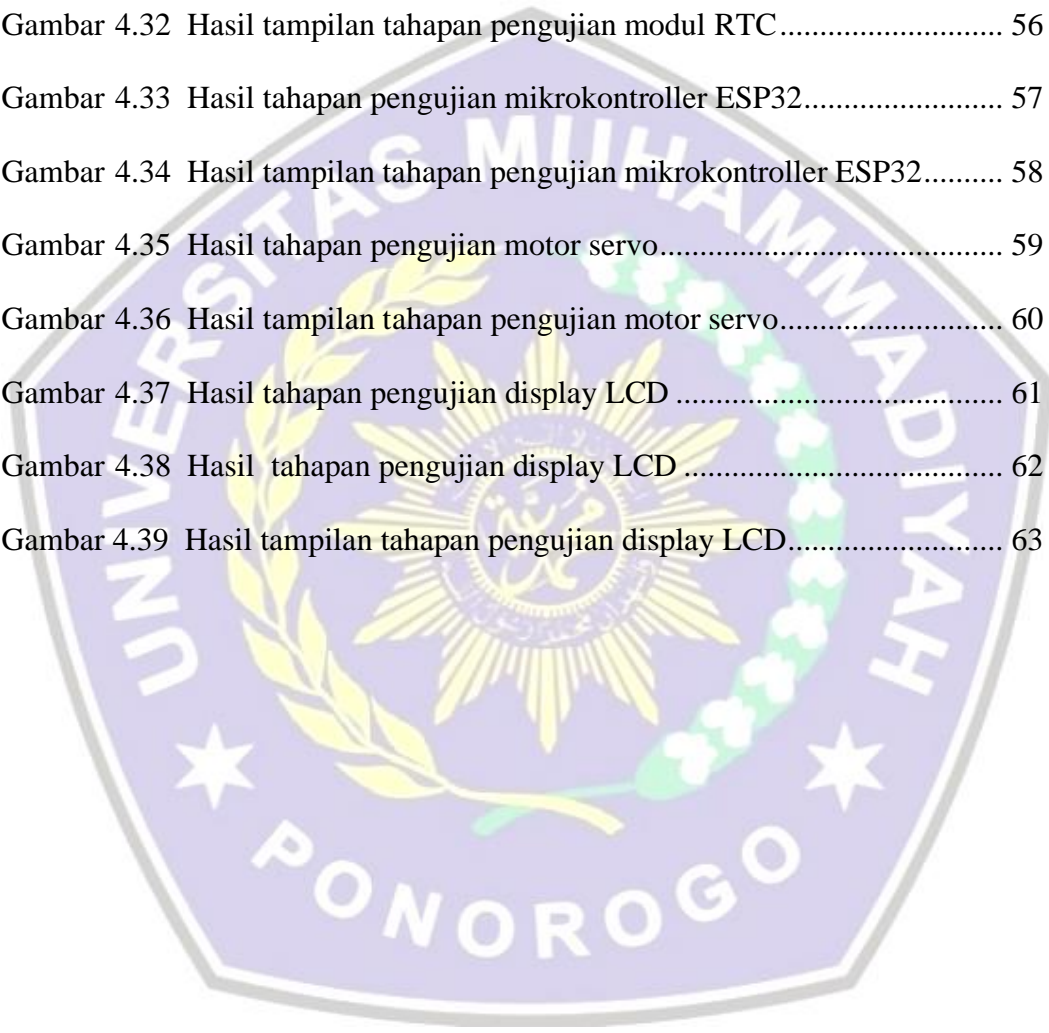 Gambar 4.32  Hasil tampilan tahapan pengujian modul RTC........................ 56
Gambar 4.33  Hasil tahapan pengujian mikrokontroller ESP32..................... 57
Gambar 4.34  Hasil tampilan tahapan pengujian mikrokontroller ESP32.......... 58
Gambar 4.35  Hasil tahapan pengujian motor servo..................................... 59
Gambar 4.36  Hasil tampilan tahapan pengujian motor servo........................ 60
Gambar 4.37  Hasil tahapan pengujian display LCD ................................... 61
Gambar 4.38  Hasil  tahapan pengujian display LCD .................................. 62
Gambar 4.39  Hasil tampilan tahapan pengujian display LCD....................... 63
UNIVERSITAS MUHAMMADIYAH
PONOROGO